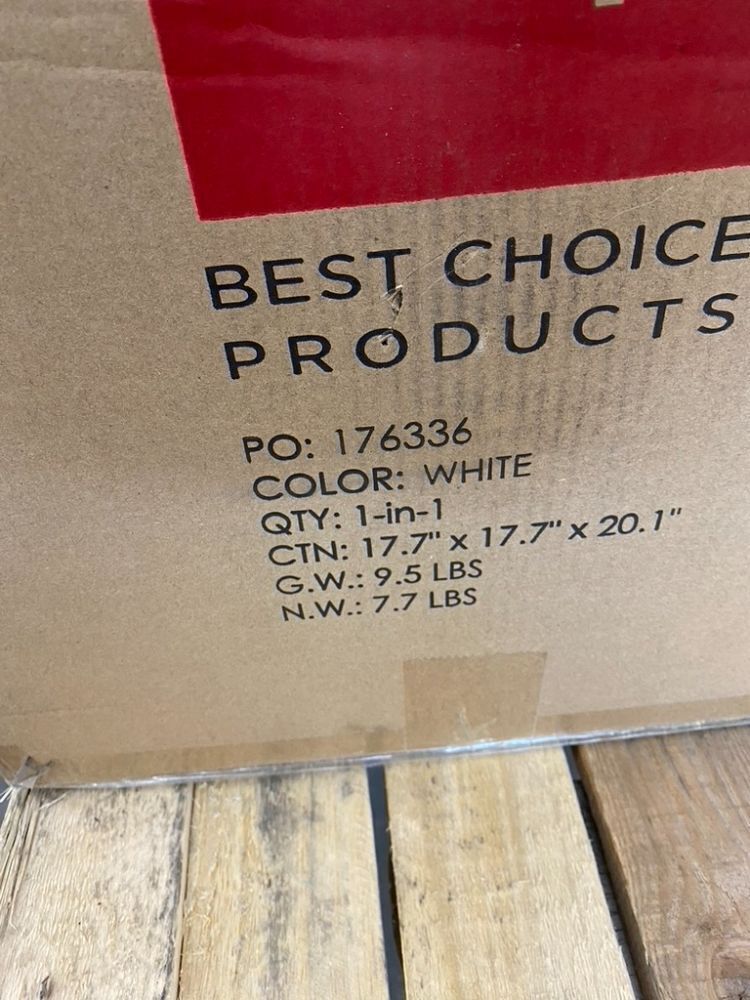 BEST CHOICE
PRODUCTS
PO: 176336
COLOR: WHITE
QTY: 1-in-1
CTN: 17.7" x 17.7" x 20.1"
G.W.: 9.5 LBS
N.W.: 7.7 LBS